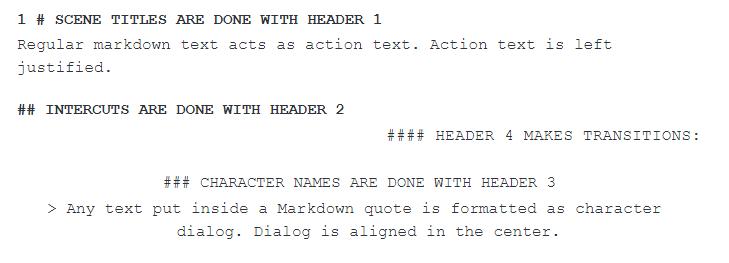 1 # SCENE TITLES ARE DONE WITH HEADER 1
Regular markdown text acts as action text. Action text is left
justified.
## INTERCUTS ARE DONE WITH HEADER 2
#### HEADER 4 MAKES TRANSITIONS:
### CHARACTER NAMES ARE DONE WITH HEADER 3
> Any text put inside a Markdown quote is formatted as character
dialog. Dialog is aligned in the center.